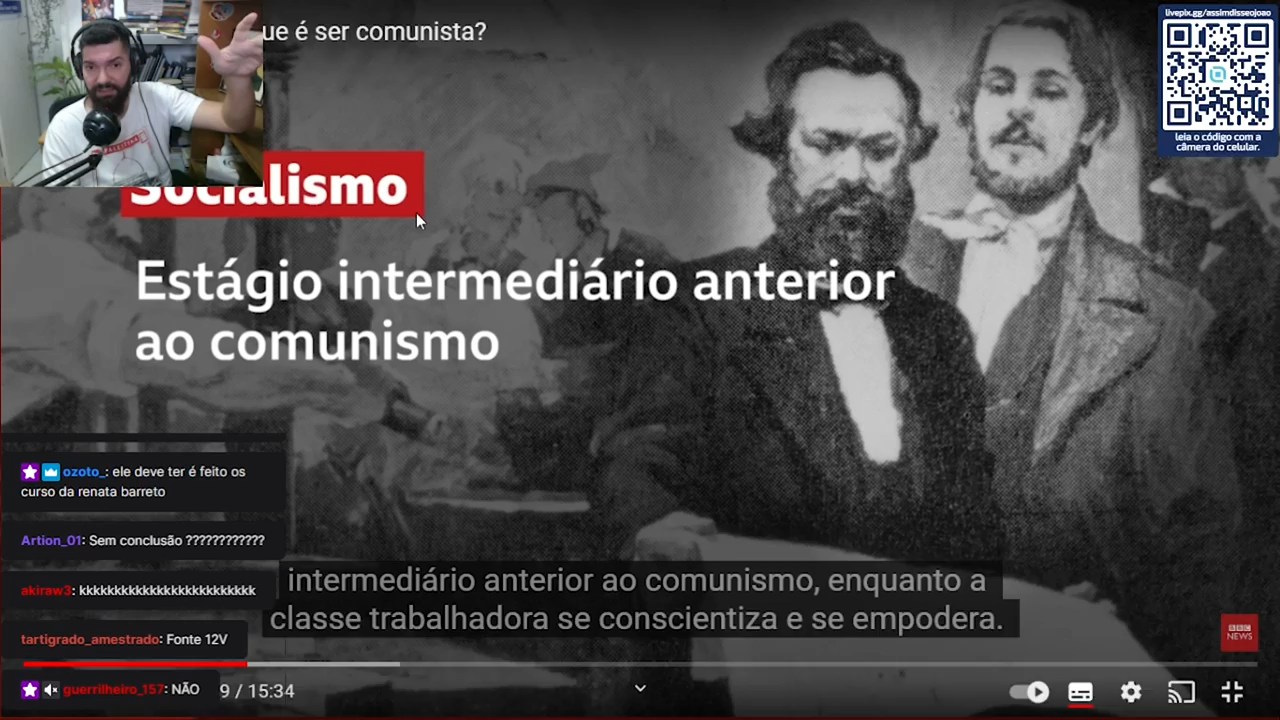 livepix.gg/assimdisseojoao
ue é ser comunista?
leia o código com a
câmera do celular.
Socialismo
Estágio intermediário anterior
ao comunismo
ozoto_: ele deve ter é feito os
curso da renata barreto
Artion_01: Sem conclusão ????????????
akiraw3: kkkkkkkkkkkkkkkkkkkkkkkkkk
intermediário anterior ao comunismo, enquanto a
classe trabalhadora se conscientiza e se empodera.
tartigrado_amestrado: Fonte 12V
BBC
NEWS
guerrilheiro_157: NÃO
9 / 15:34